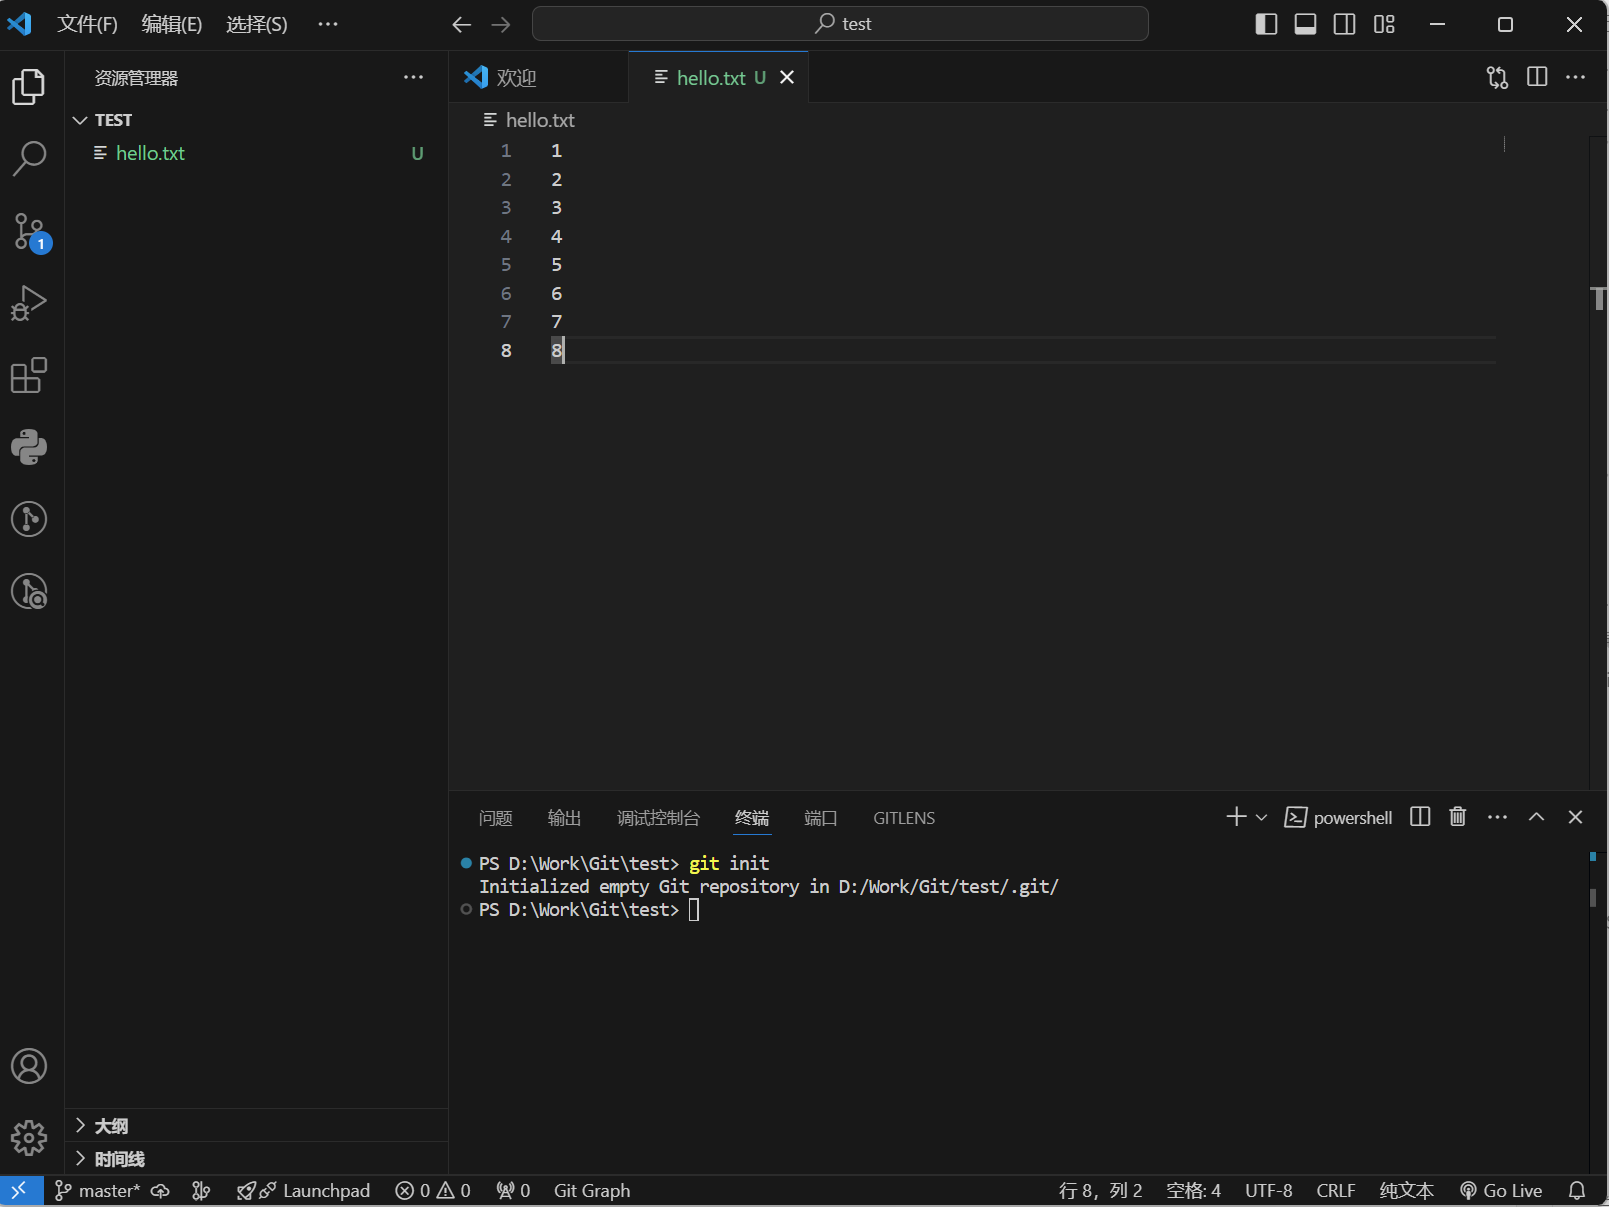 文件(F) 编辑(E) 选择(S) ··· test
资源管理器 ···
欢迎 hello.txt U
TEST
hello.txt U
hello.txt
1 1
2 2
3 3
4 4
5 5
6 6
7 7
8 8
1
问题 输出 调试控制台 终端 端口 GITLENS powershell
PS D:\Work\Git\test> git init
Initialized empty Git repository in D:/Work/Git/test/.git/
PS D:\Work\Git\test>
大纲
时间线
master* Launchpad 0 0 0 Git Graph 行 8，列 2 空格: 4 UTF-8 CRLF 纯文本 Go Live